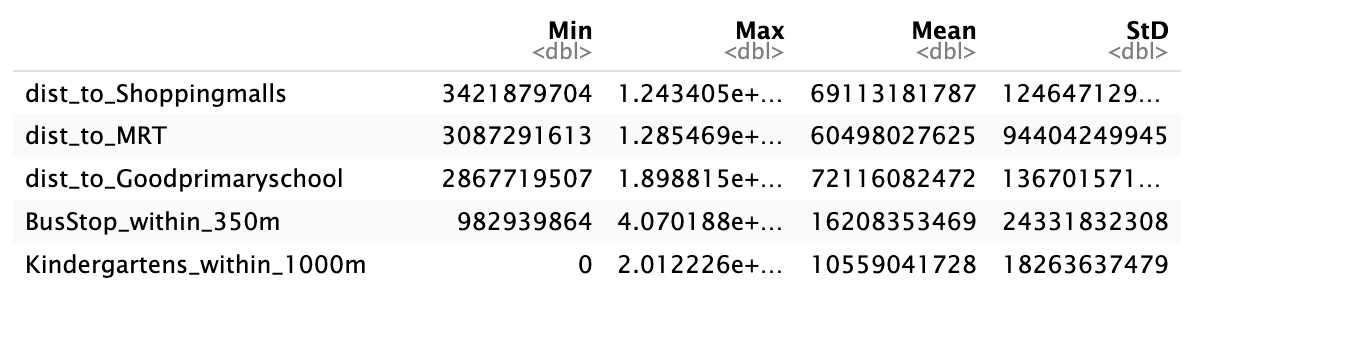 Min Max Mean StD
<dbl> <dbl> <dbl> <dbl>
dist_to_Shoppingmalls 3421879704 1.243405e+... 69113181787 124647129...
dist_to_MRT 3087291613 1.285469e+... 60498027625 94404249945
dist_to_Goodprimaryschool 2867719507 1.898815e+... 72116082472 136701571...
BusStop_within_350m 982939864 4.070188e+... 16208353469 24331832308
Kindergartens_within_1000m 0 2.012226e+... 10559041728 18263637479